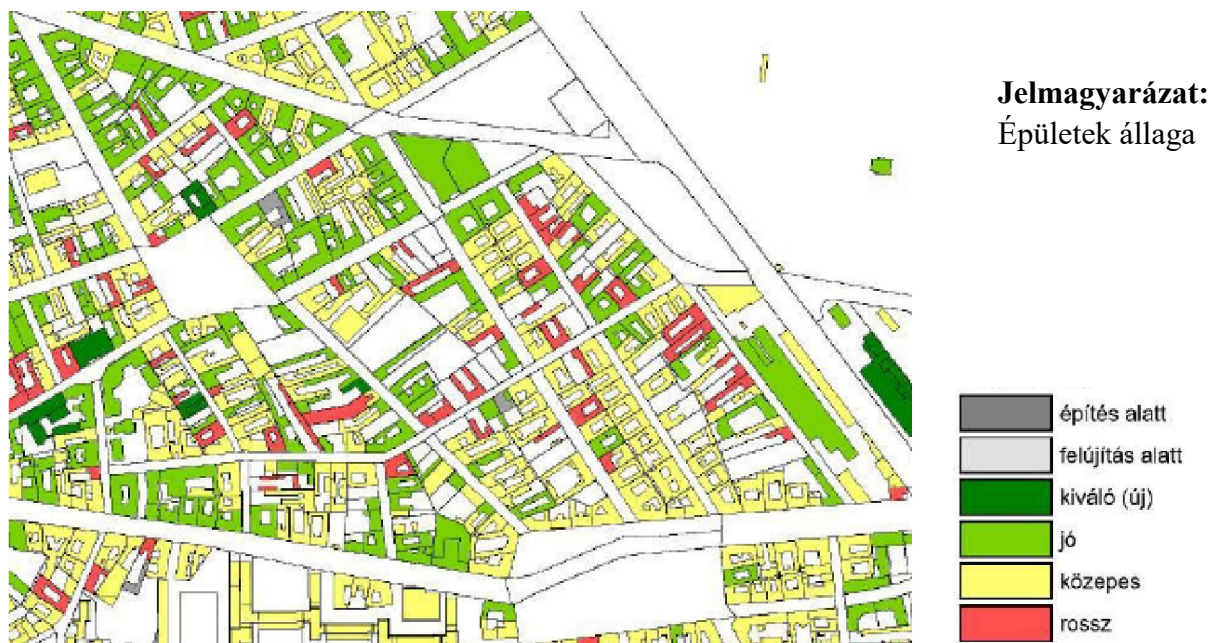 Jelmagyarázat:
Épületek állaga
építés alatt
felújítás alatt
kiváló (új)
jó
közepes
rossz